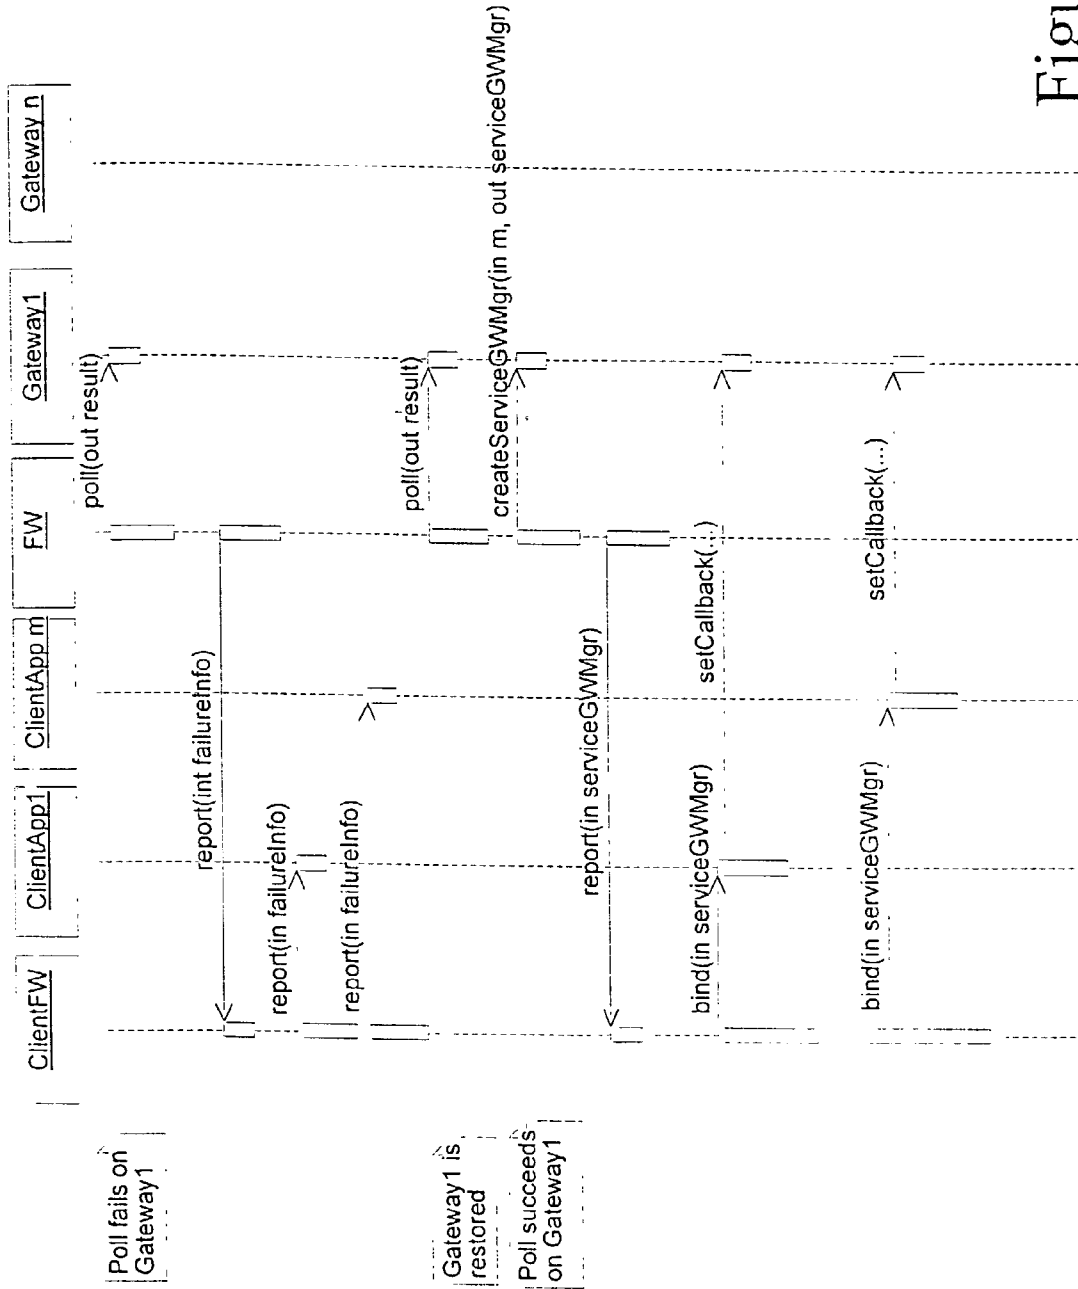 ClientFW
ClientApp1
ClientApp m
FW
Gateway1
Gateway n
Poll fails on
Gateway1
poll(out result)
report(int failureInfo)
report(in failureInfo)
report(in failureInfo)
Gateway1 is
restored
poll(out result)
Poll succeeds
on Gateway1
createServiceGWMgr(in m, out serviceGWMgr)
report(in serviceGWMgr)
bind(in serviceGWMgr)
setCallback(...)
bind(in serviceGWMgr)
setCallback(...)